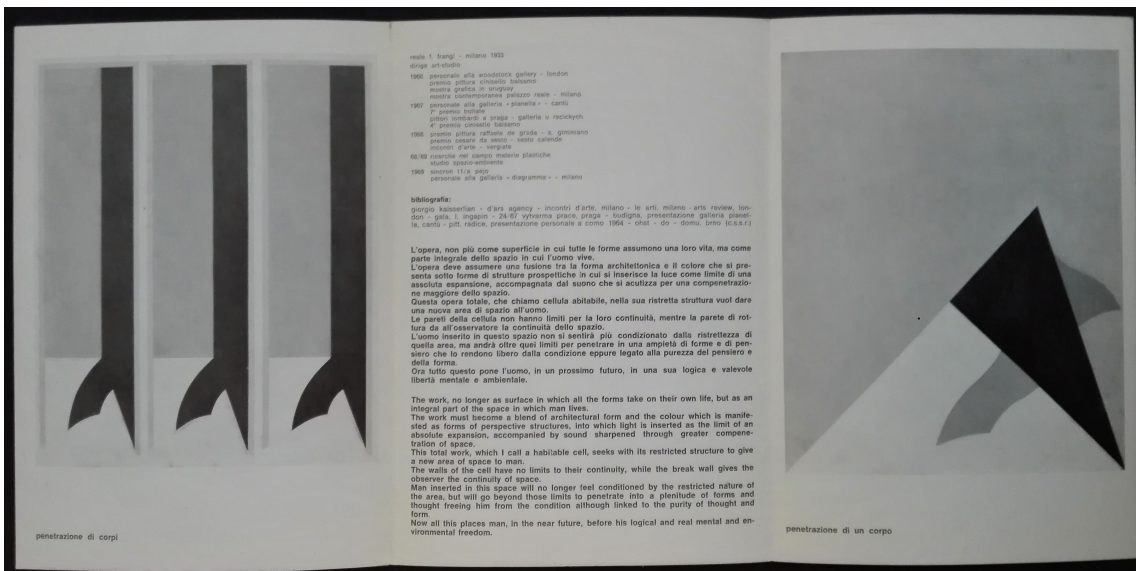 penetrazione di corpi
reale f. frangi - milano 1933
dirige art-studio
1966 personale alla woodstock gallery - london
premio pittura cinisello balsamo
mostra grafica in uruguay
mostra contemporanea palazzo reale - milano
1967 personale alla galleria « pianella » - cantù
7° premio bollate
pittori lombardi a praga - galleria u recickych
4° premio cinisello balsamo
1968 premio pittura raffaele de grada - s. giminiano
premio cesare da sesto - sesto calende
incontri d'arte - vergiate
68/69 ricerche nel campo materie plastiche
studio spazio-ambiente
1969 sincron 11/a pejo
personale alla galleria « diagramma » - milano
bibliografia:
giorgio kaisserlian - d'ars agency - incontri d'arte, milano - le arti, milano - arts review, lon-
don - gala, l. ingapin - 24/67 vytvarna prace, praga - budigna, presentazione galleria pianel-
la, cantù - pitt. radice, presentazione personale a como 1964 - ohst - do - domu, brno (c.s.s.r.)
L'opera, non più come superficie in cui tutte le forme assumono una loro vita, ma come
parte integrale dello spazio in cui l'uomo vive.
L'opera deve assumere una fusione tra la forma architettonica e il colore che si pre-
senta sotto forme di strutture prospettiche in cui si inserisce la luce come limite di una
assoluta espansione, accompagnata dal suono che si acutizza per una compenetrazio-
ne maggiore dello spazio.
Questa opera totale, che chiamo cellula abitabile, nella sua ristretta struttura vuol dare
una nuova area di spazio all'uomo.
Le pareti della cellula non hanno limiti per la loro continuità, mentre la parete di rot-
tura da all'osservatore la continuità dello spazio.
L'uomo inserito in questo spazio non si sentirà più condizionato dalla ristrettezza di
quella area, ma andrà oltre quei limiti per penetrare in una ampietà di forme e di pen-
siero che lo rendono libero dalla condizione eppure legato alla purezza del pensiero e
della forma.
Ora tutto questo pone l'uomo, in un prossimo futuro, in una sua logica e valevole
libertà mentale e ambientale.
The work, no longer as surface in which all the forms take on their own life, but as an
integral part of the space in which man lives.
The work must become a blend of architectural form and the colour which is manife-
sted as forms of perspective structures, into which light is inserted as the limit of an
absolute expansion, accompanied by sound sharpened through greater compene-
tration of space.
This total work, which I call a habitable cell, seeks with its restricted structure to give
a new area of space to man.
The walls of the cell have no limits to their continuity, while the break wall gives the
observer the continuity of space.
Man inserted in this space will no longer feel conditioned by the restricted nature of
the area, but will go beyond those limits to penetrate into a plenitude of forms and
thought freeing him from the condition although linked to the purity of thought and
form.
Now all this places man, in the near future, before his logical and real mental and en-
vironmental freedom.
penetrazione di un corpo